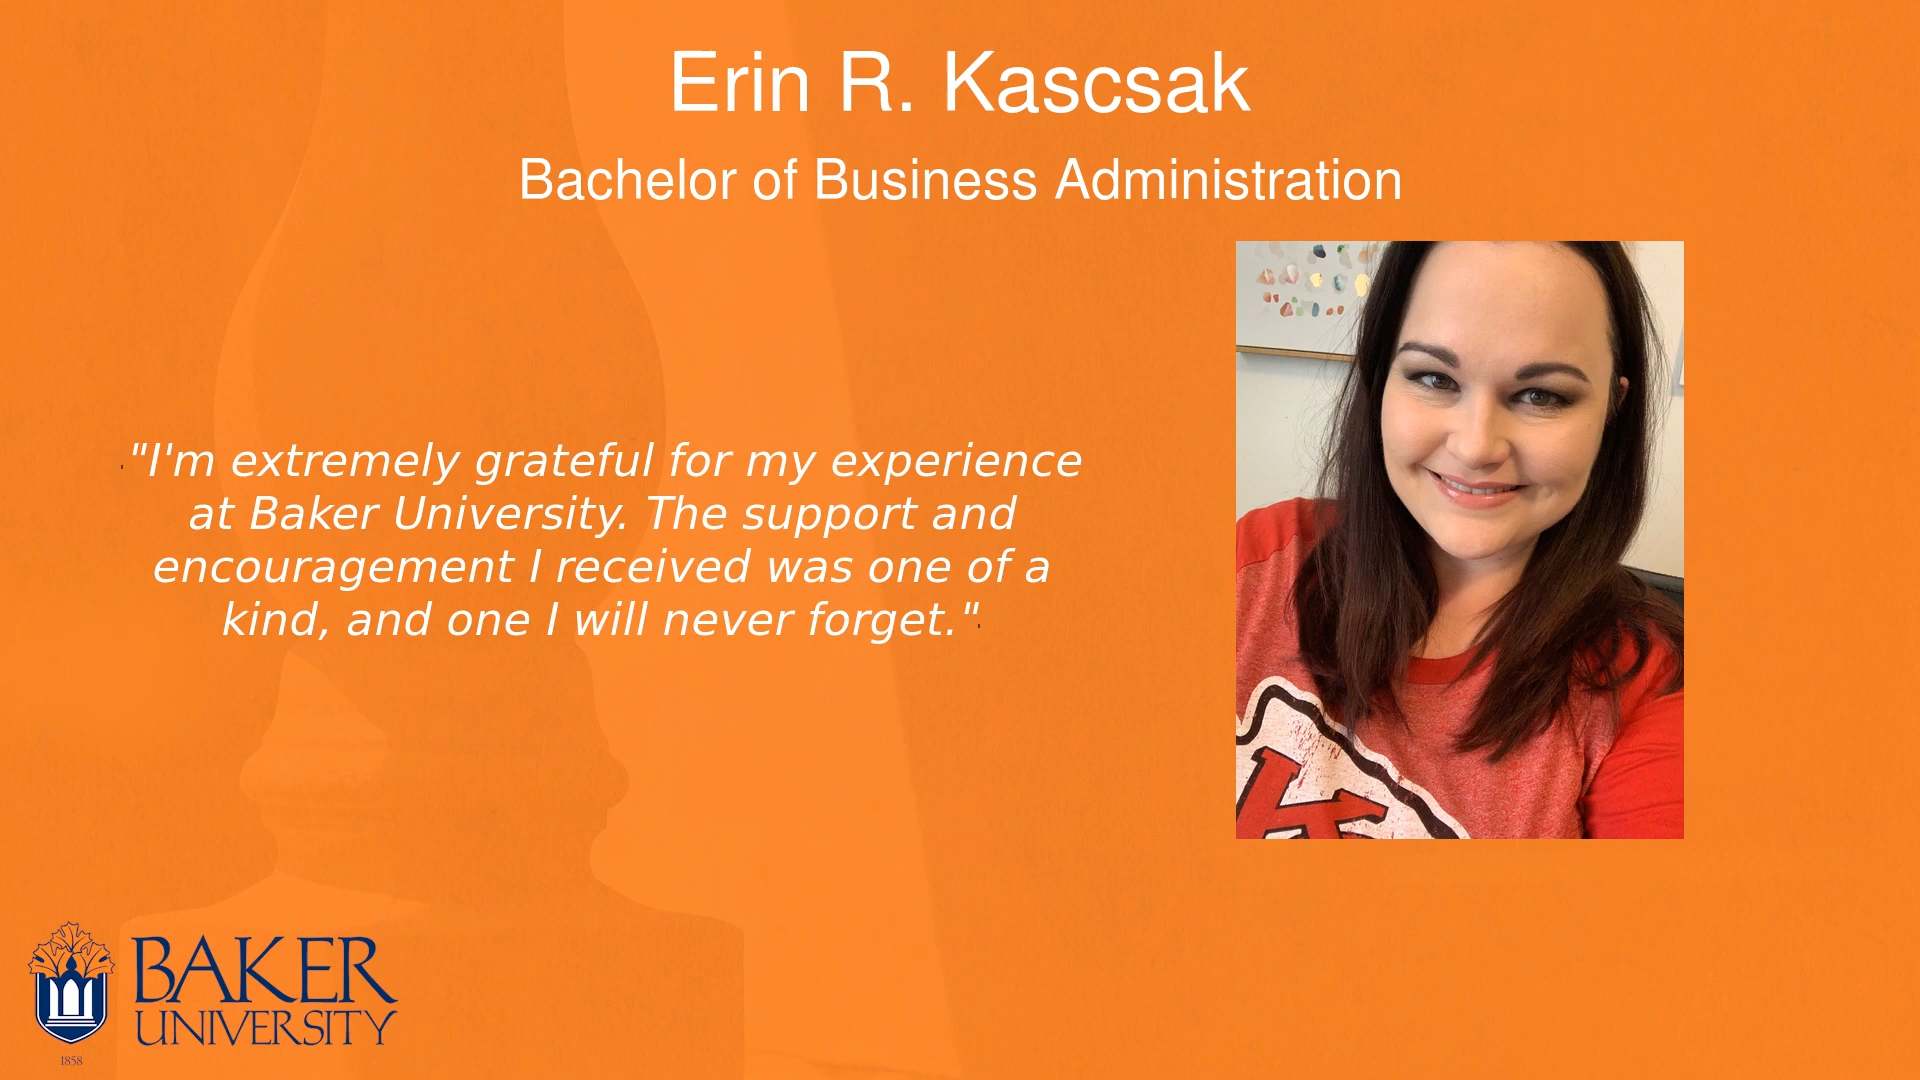 Erin R. Kascsak
Bachelor of Business Administration
"I'm extremely grateful for my experience
at Baker University. The support and
encouragement I received was one of a
kind, and one I will never forget."
BAKER
UNIVERSITY
1858